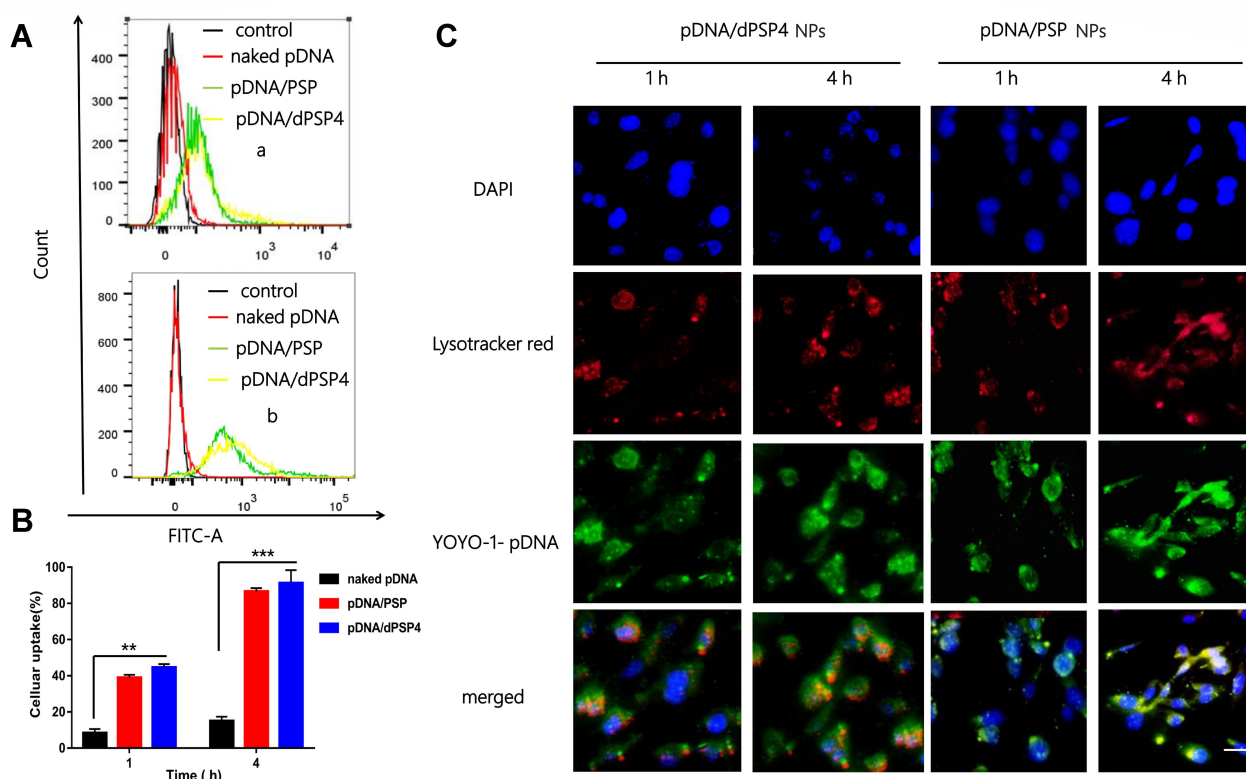 A
control
naked pDNA
pDNA/PSP
pDNA/dPSP4
a
400
300
200
100
0
0 10³ 10⁴
control
naked pDNA
pDNA/PSP
pDNA/dPSP4
b
800
600
400
200
0
0 10³ 10⁵
Count
FITC-A
B
***
**
naked pDNA
pDNA/PSP
pDNA/dPSP4
100
80
60
40
20
0
Celluar uptake(%)
1 4
Time ( h)
C
pDNA/dPSP4 NPs pDNA/PSP NPs
1 h 4 h 1 h 4 h
DAPI
Lysotracker red
YOYO-1- pDNA
merged